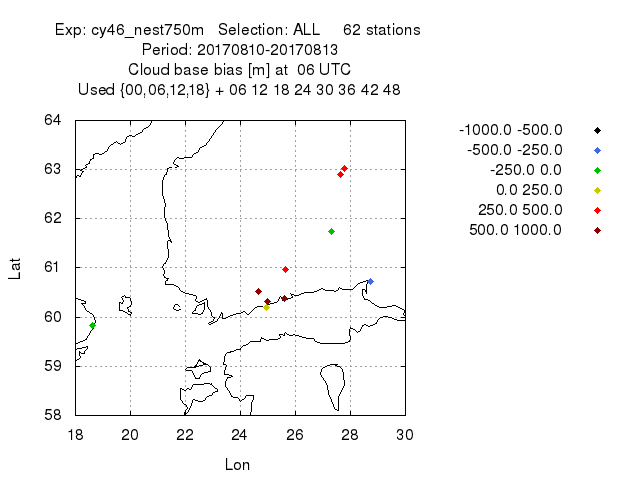 Exp: cy46_nest750m   Selection: ALL     62 stations
Period: 20170810-20170813
Cloud base bias [m] at  06 UTC
Used {00,06,12,18} + 06 12 18 24 30 36 42 48
64
63
62
61
60
59
58
18 20 22 24 26 28 30
Lat
Lon
-1000.0 -500.0
-500.0 -250.0
-250.0 0.0
0.0 250.0
250.0 500.0
500.0 1000.0